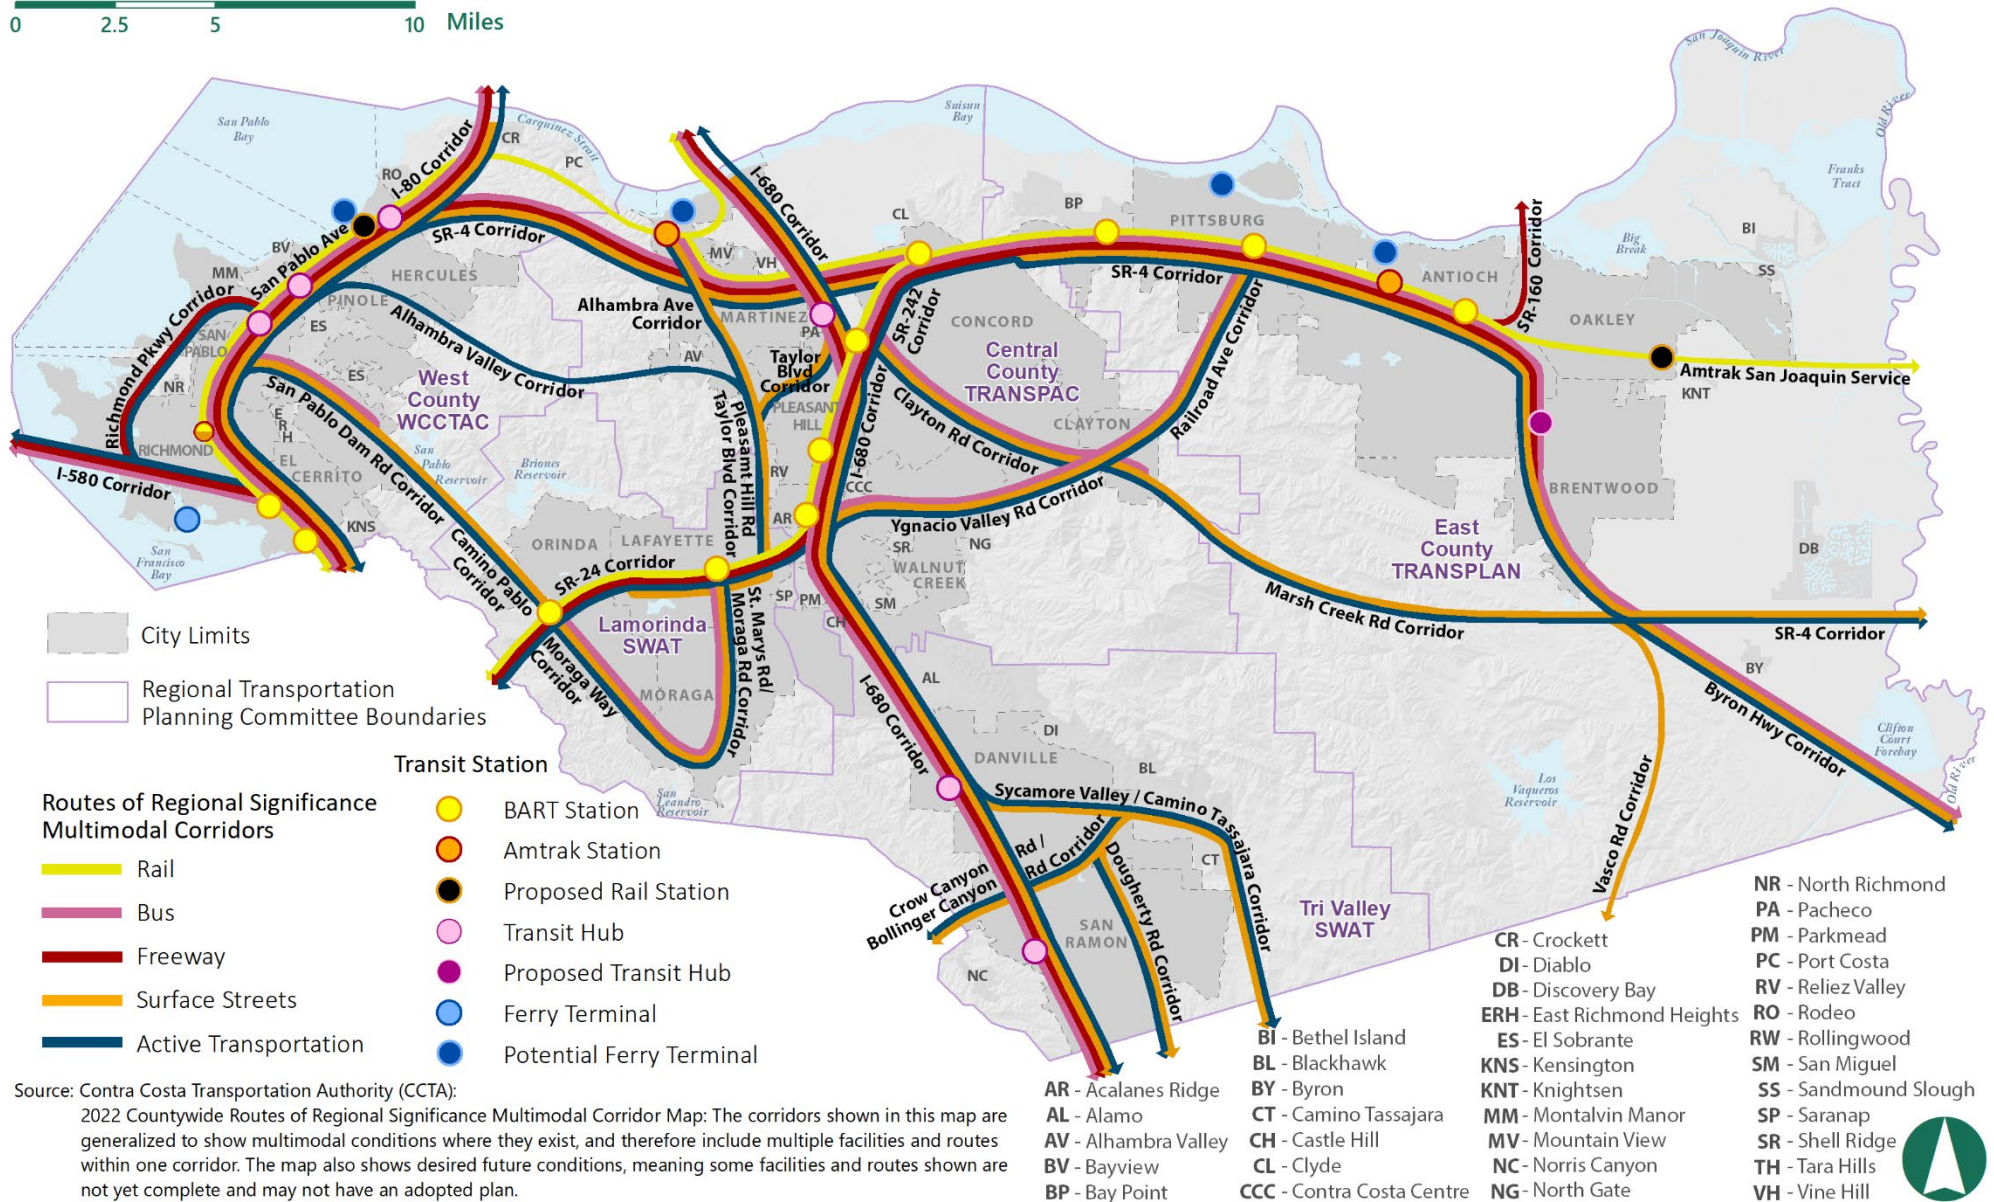 0 2.5 5 10 Miles
San Joaquin River
Old River
San Pablo
Bay
Carquinez Strait
Suisun
Bay
Franks
Tract
CR
PC
RO
I-80 Corridor
I-680 Corridor
BP
CL
PITTSBURG
BI
Big
Break
SS
BV
San Pablo Ave
SR-4 Corridor
MV
VH
SR-4 Corridor
ANTIOCH
SR-160 Corridor
MM
HERCULES
PINOLE
Alhambra Ave
Corridor
MARTINEZ
PA
SR-242
Corridor
CONCORD
OAKLEY
Richmond Pkwy Corridor
SAN
PABLO
ES
Alhambra Valley Corridor
AV
Taylor
Blvd
Corridor
Central
County
TRANSPAC
Railroad Ave Corridor
Amtrak San Joaquin Service
KNT
NR
ES
West
County
WCCTAC
PLEASANT
HILL
I-680 Corridor
Clayton Rd Corridor
CLAYTON
E
R
H
San Pablo Dam Rd Corridor
Pleasamt Hill Rd
Taylor Blvd Corridor
RICHMOND
EL
CERRITO
San
Pablo
Reservoir
Briones
Reservoir
RV
CCC
BRENTWOOD
I-580 Corridor
KNS
AR
Ygnacio Valley Rd Corridor
East
County
TRANSPLAN
San
Francisco
Bay
Camino Pablo
Corridor
ORINDA
LAFAYETTE
SR-24 Corridor
SR
NG
WALNUT
CREEK
DB
SP
PM
SM
CH
Marsh Creek Rd Corridor
SR-4 Corridor
City Limits
Lamorinda
SWAT
St. Marys Rd/
Moraga Rd Corridor
Moraga Way
Corridor
MORAGA
AL
I-680 Corridor
BY
Byron Hwy Corridor
Regional Transportation
Planning Committee Boundaries
Clifton
Court
Forebay
Old River
DI
DANVILLE
BL
San
Leandro
Reservoir
Los
Vaqueros
Reservoir
Vasco Rd Corridor
Sycamore Valley / Camino Tassajara Corridor
CT
Crow Canyon Rd /
Bollinger Canyon Rd Corridor
Dougherty Rd Corridor
SAN
RAMON
NC
Tri Valley
SWAT
Routes of Regional Significance
Multimodal Corridors
Rail
Bus
Freeway
Surface Streets
Active Transportation
Transit Station
BART Station
Amtrak Station
Proposed Rail Station
Transit Hub
Proposed Transit Hub
Ferry Terminal
Potential Ferry Terminal
Source: Contra Costa Transportation Authority (CCTA):
2022 Countywide Routes of Regional Significance Multimodal Corridor Map: The corridors shown in this map are
generalized to show multimodal conditions where they exist, and therefore include multiple facilities and routes
within one corridor. The map also shows desired future conditions, meaning some facilities and routes shown are
not yet complete and may not have an adopted plan.
AR - Acalanes Ridge
AL - Alamo
AV - Alhambra Valley
BV - Bayview
BP - Bay Point
BI - Bethel Island
BL - Blackhawk
BY - Byron
CT - Camino Tassajara
CH - Castle Hill
CL - Clyde
CCC - Contra Costa Centre
CR - Crockett
DI - Diablo
DB - Discovery Bay
ERH - East Richmond Heights
ES - El Sobrante
KNS - Kensington
KNT - Knightsen
MM - Montalvin Manor
MV - Mountain View
NC - Norris Canyon
NG - North Gate
NR - North Richmond
PA - Pacheco
PM - Parkmead
PC - Port Costa
RV - Reliez Valley
RO - Rodeo
RW - Rollingwood
SM - San Miguel
SS - Sandmound Slough
SP - Saranap
SR - Shell Ridge
TH - Tara Hills
VH - Vine Hill